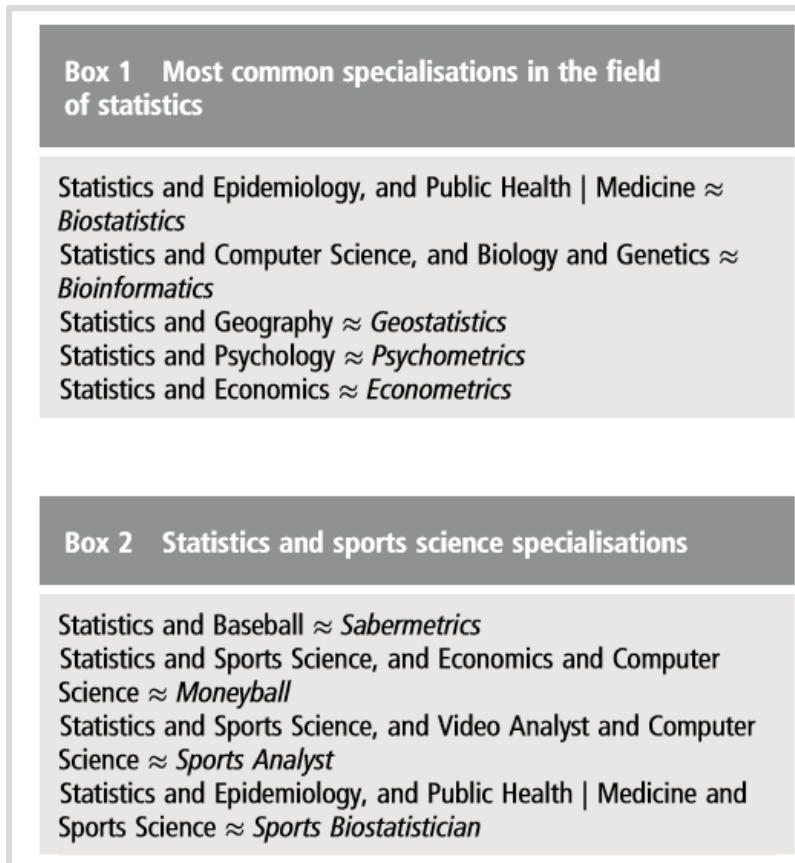 Box 1 Most common specialisations in the field
of statistics
Statistics and Epidemiology, and Public Health | Medicine ≈
Biostatistics
Statistics and Computer Science, and Biology and Genetics ≈
Bioinformatics
Statistics and Geography ≈ Geostatistics
Statistics and Psychology ≈ Psychometrics
Statistics and Economics ≈ Econometrics
Box 2 Statistics and sports science specialisations
Statistics and Baseball ≈ Sabermetrics
Statistics and Sports Science, and Economics and Computer
Science ≈ Moneyball
Statistics and Sports Science, and Video Analyst and Computer
Science ≈ Sports Analyst
Statistics and Epidemiology, and Public Health | Medicine and
Sports Science ≈ Sports Biostatistician